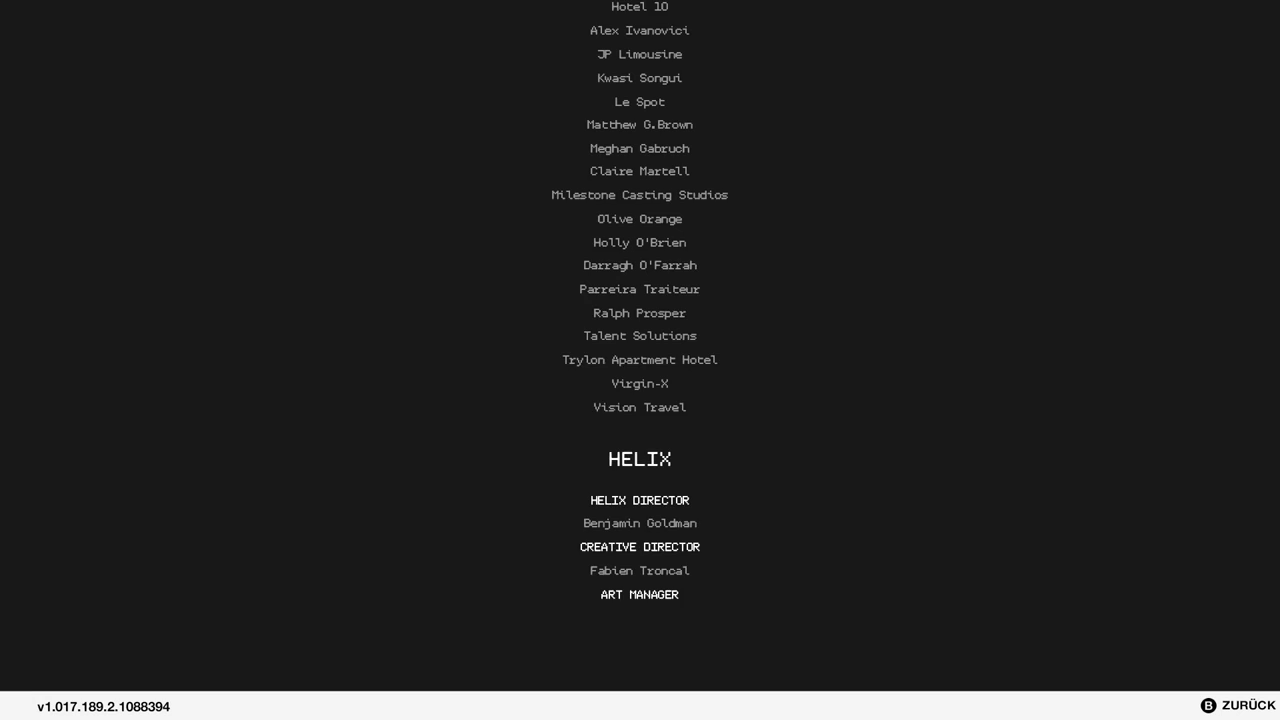 Hotel 10
Alex Ivanovici
JP Limousine
Kwasi Songui
Le Spot
Matthew G.Brown
Meghan Gabruch
Claire Martell
Milestone Casting Studios
Olive Orange
Holly O'Brien
Darragh O'Farrah
Parreira Traiteur
Ralph Prosper
Talent Solutions
Trylon Apartment Hotel
Virgin-X
Vision Travel
HELIX
HELIX DIRECTOR
Benjamin Goldman
CREATIVE DIRECTOR
Fabien Troncal
ART MANAGER
v1.017.189.2.1088394
B ZURÜCK